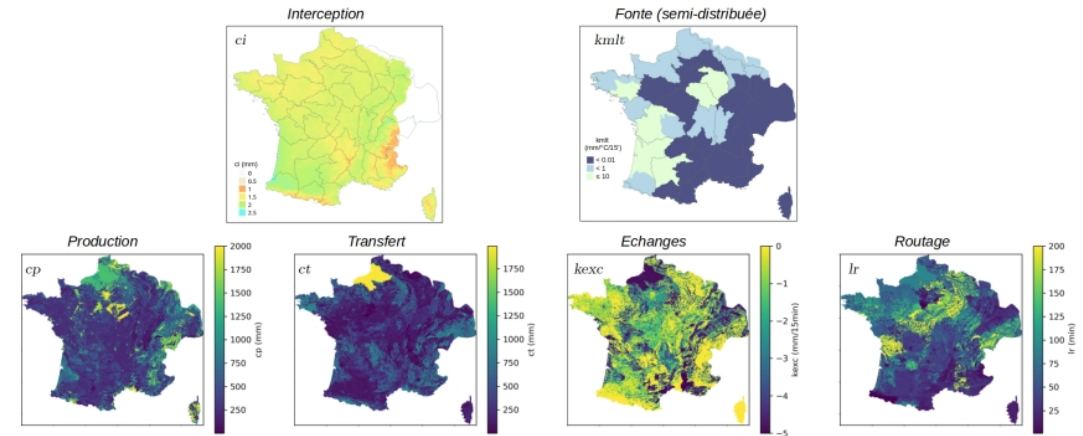 Interception
Fonte (semi-distribuée)
ci
ci (mm)
0
0.5
1
1.5
2
2.5
kmlt
kmlt
(mm/°C/15')
< 0.01
< 1
≤ 10
Production
Transfert
Echanges
Routage
cp
2000
1750
1500
1250
1000
750
500
250
cp (mm)
ct
1750
1500
1250
1000
750
500
250
ct (mm)
kexc
0
−1
−2
−3
−4
−5
kexc (mm/15min)
lr
200
175
150
125
100
75
50
25
lr (min)